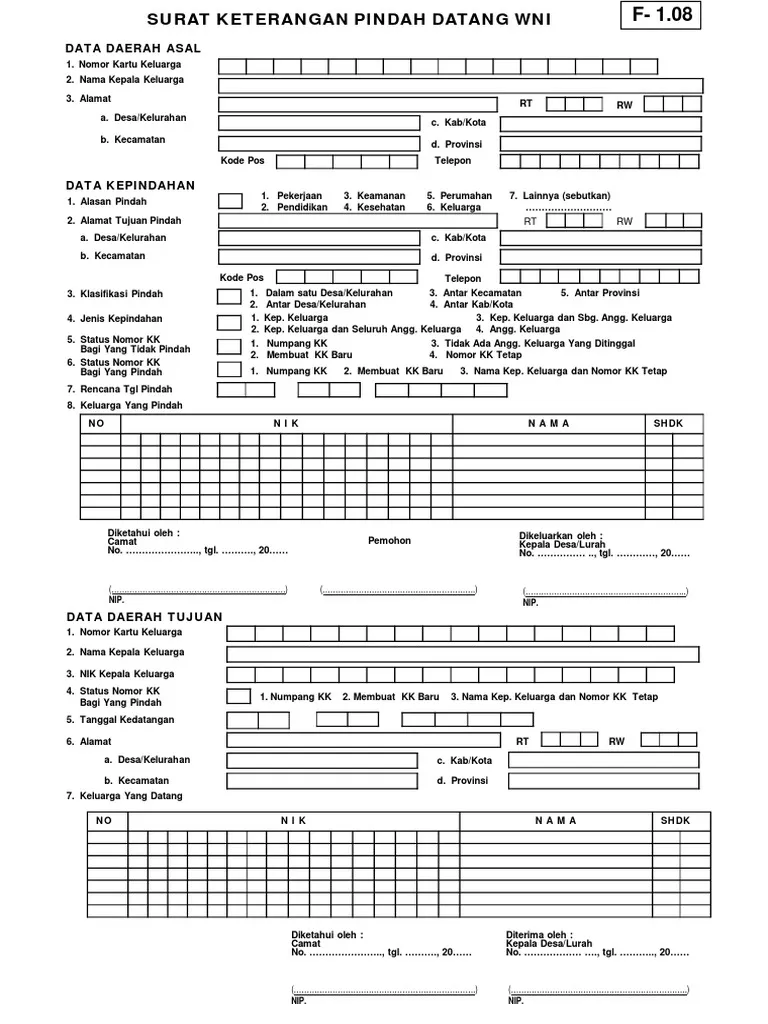 SURAT KETERANGAN PINDAH DATANG WNI
F- 1.08
DATA DAERAH ASAL
1. Nomor Kartu Keluarga
2. Nama Kepala Keluarga
3. Alamat RT RW
a. Desa/Kelurahan c. Kab/Kota
b. Kecamatan d. Provinsi
Kode Pos Telepon
DATA KEPINDAHAN
1. Alasan Pindah 1. Pekerjaan 3. Keamanan 5. Perumahan 7. Lainnya (sebutkan)
2. Pendidikan 4. Kesehatan 6. Keluarga ………………………
2. Alamat Tujuan Pindah RT RW
a. Desa/Kelurahan c. Kab/Kota
b. Kecamatan d. Provinsi
Kode Pos Telepon
3. Klasifikasi Pindah 1. Dalam satu Desa/Kelurahan 3. Antar Kecamatan 5. Antar Provinsi
2. Antar Desa/Kelurahan 4. Antar Kab/Kota
4. Jenis Kepindahan 1. Kep. Keluarga 3. Kep. Keluarga dan Sbg. Angg. Keluarga
2. Kep. Keluarga dan Seluruh Angg. Keluarga 4. Angg. Keluarga
5. Status Nomor KK 1. Numpang KK 3. Tidak Ada Angg. Keluarga Yang Ditinggal
Bagi Yang Tidak Pindah 2. Membuat KK Baru 4. Nomor KK Tetap
6. Status Nomor KK
Bagi Yang Pindah 1. Numpang KK 2. Membuat KK Baru 3. Nama Kep. Keluarga dan Nomor KK Tetap
7. Rencana Tgl Pindah
8. Keluarga Yang Pindah
NO N I K N A M A SHDK
Diketahui oleh : Pemohon Dikeluarkan oleh :
Camat Kepala Desa/Lurah
No. ………………….., tgl. ………., 20…… No. …………… .., tgl. …………, 20……
(......................................................) (......................................................) (......................................................)
NIP. NIP.
DATA DAERAH TUJUAN
1. Nomor Kartu Keluarga
2. Nama Kepala Keluarga
3. NIK Kepala Keluarga
4. Status Nomor KK 1. Numpang KK 2. Membuat KK Baru 3. Nama Kep. Keluarga dan Nomor KK Tetap
Bagi Yang Pindah
5. Tanggal Kedatangan
6. Alamat RT RW
a. Desa/Kelurahan c. Kab/Kota
b. Kecamatan d. Provinsi
7. Keluarga Yang Datang
NO N I K N A M A SHDK
Diketahui oleh : Diterima oleh :
Camat Kepala Desa/Lurah
No. ………………….., tgl. ………., 20…… No. ……………… …., tgl. ……….., 20……
(......................................................) (......................................................)
NIP. NIP.